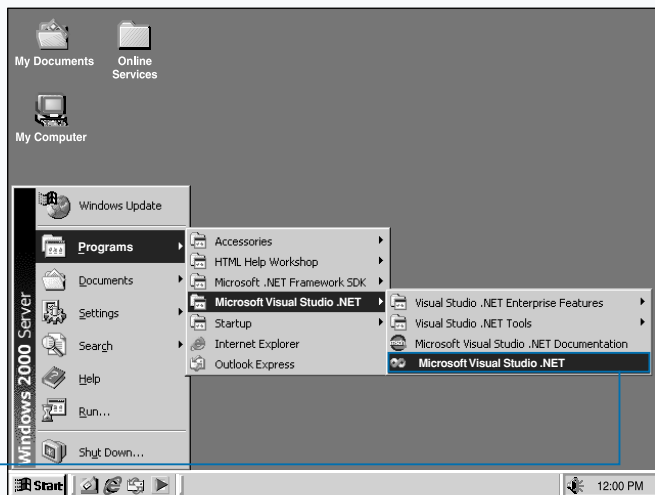 My Documents
Online
Services
My Computer
Windows 2000 Server
Windows Update
Programs
Documents
Settings
Search
Help
Run...
Shut Down...
Accessories
HTML Help Workshop
Microsoft .NET Framework SDK
Microsoft Visual Studio .NET
Startup
Internet Explorer
Outlook Express
Visual Studio .NET Enterprise Features
Visual Studio .NET Tools
Microsoft Visual Studio .NET Documentation
Microsoft Visual Studio .NET
Start
12:00 PM